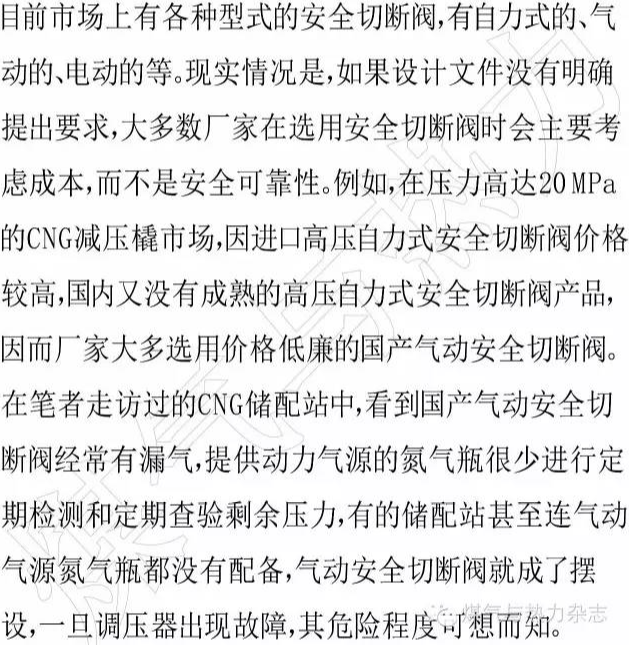 目前市场上有各种型式的安全切断阀,有自力式的、气
动的、电动的等。现实情况是,如果设计文件没有明确
提出要求,大多数厂家在选用安全切断阀时会主要考
虑成本,而不是安全可靠性。例如,在压力高达20 MPa
的CNG减压橇市场,因进口高压自力式安全切断阀价格
较高,国内又没有成熟的高压自力式安全切断阀产品,
因而厂家大多选用价格低廉的国产气动安全切断阀。
在笔者走访过的CNG储配站中,看到国产气动安全切
断阀经常有漏气,提供动力气源的氮气瓶很少进行定
期检测和定期查验剩余压力,有的储配站甚至连气动
气源氮气瓶都没有配备,气动安全切断阀就成了摆
设,一旦调压器出现故障,其危险程度可想而知。
煤气与热力杂志
煤气与热力